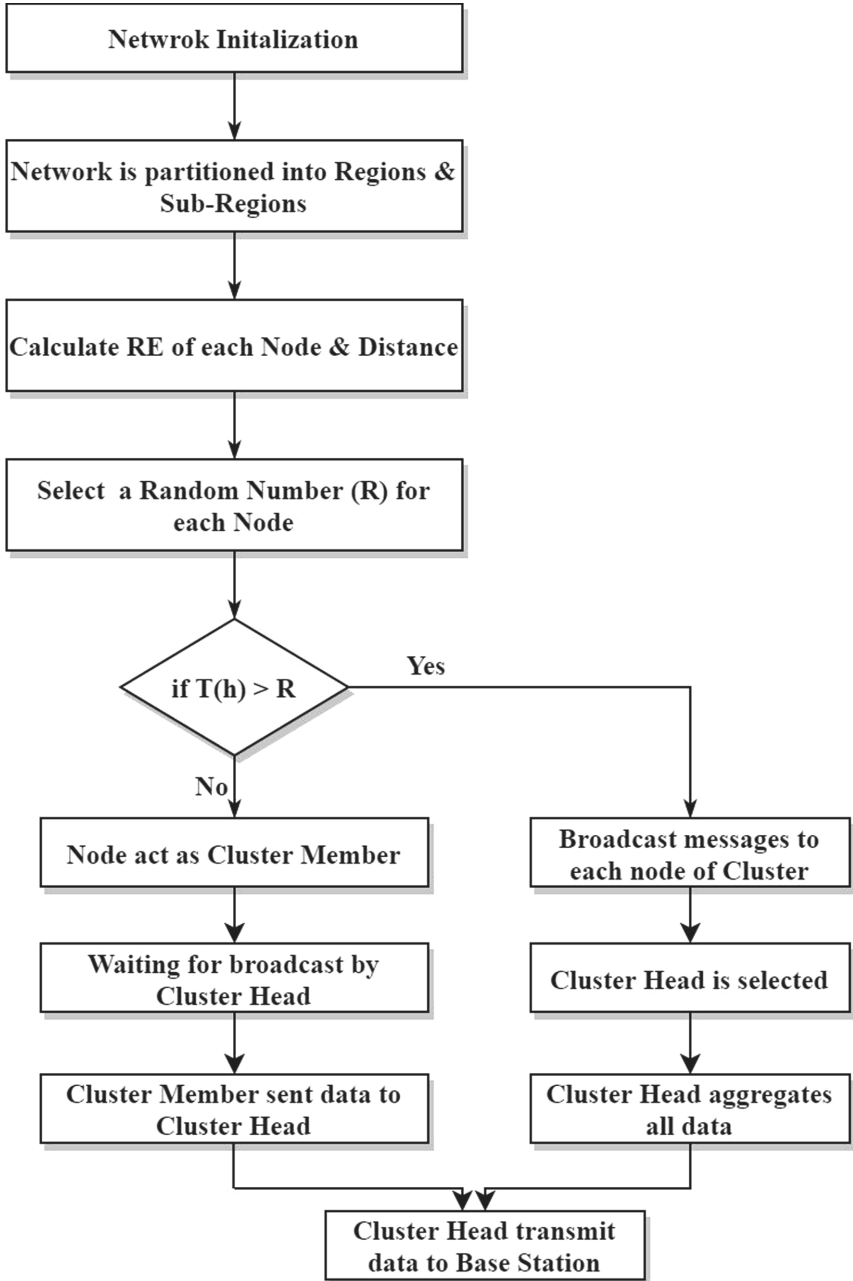 Netwrok Initalization
Network is partitioned into Regions &
Sub-Regions
Calculate RE of each Node & Distance
Select a Random Number (R) for
each Node
if T(h) > R
Yes
No
Node act as Cluster Member
Waiting for broadcast by
Cluster Head
Cluster Member sent data to
Cluster Head
Broadcast messages to
each node of Cluster
Cluster Head is selected
Cluster Head aggregates
all data
Cluster Head transmit
data to Base Station